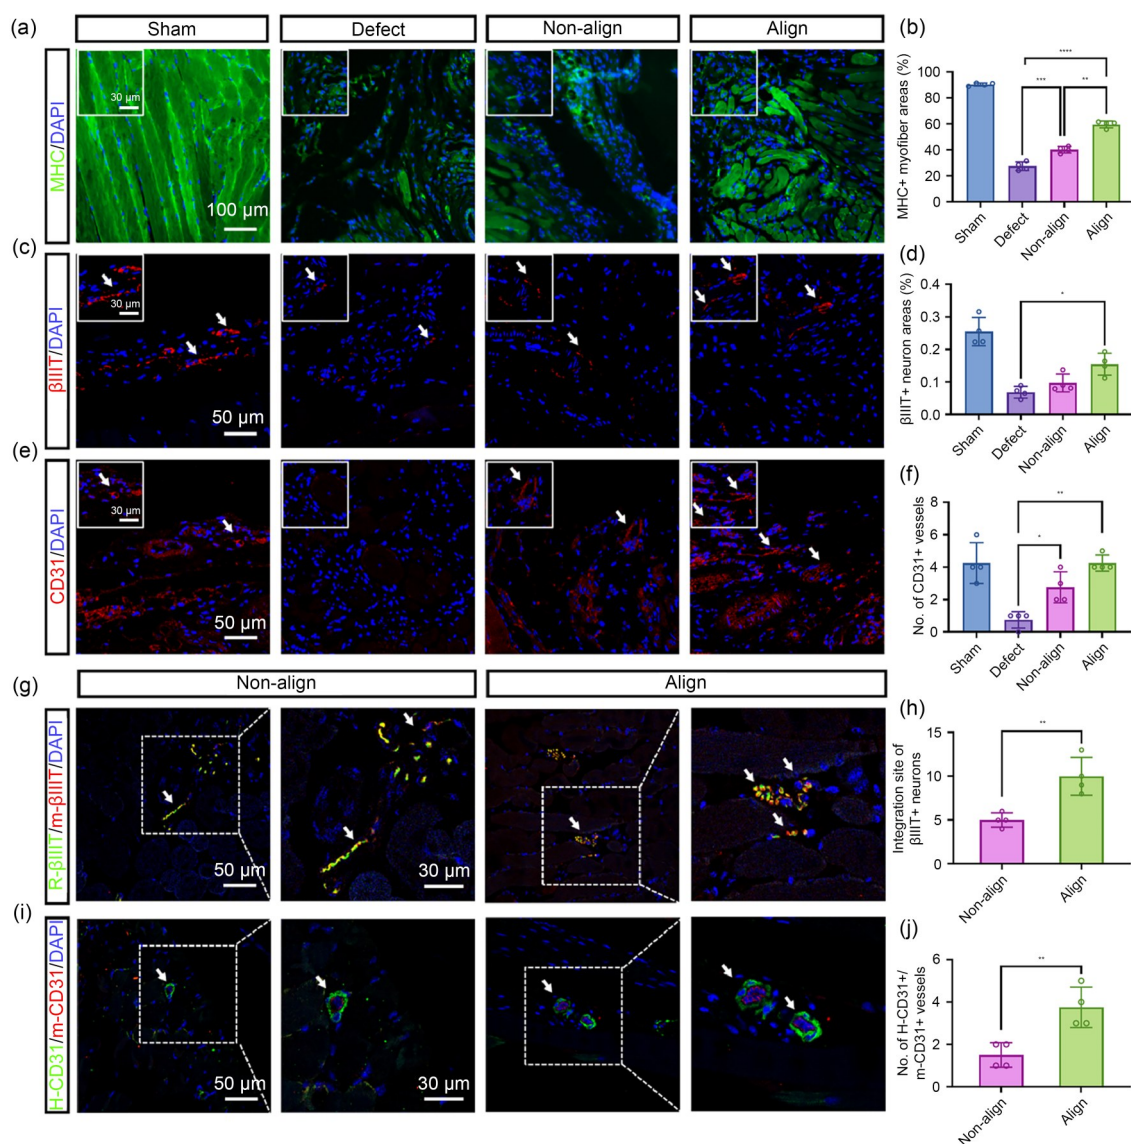 (a)
Sham
Defect
Non-align
Align
MHC/DAPI
30 µm
100 µm
(b)
MHC+ myofiber areas (%)
100
80
60
40
20
0
****
***
**
Sham
Defect
Non-align
Align
(c)
βIIIT/DAPI
30 µm
50 µm
(d)
βIIIT+ neuron areas (%)
0.4
0.3
0.2
0.1
0.0
*
Sham
Defect
Non-align
Align
(e)
CD31/DAPI
30 µm
50 µm
(f)
No. of CD31+ vessels
8
6
4
2
0
**
*
Sham
Defect
Non-align
Align
(g)
Non-align
Align
R-βIIIT/m-βIIIT/DAPI
50 µm
30 µm
50 µm
30 µm
(h)
Integration site of
βIIIT+ neurons
15
10
5
0
**
Non-align
Align
(i)
H-CD31/m-CD31/DAPI
50 µm
30 µm
50 µm
30 µm
(j)
No. of H-CD31+/
m-CD31+ vessels
6
4
2
0
**
Non-align
Align